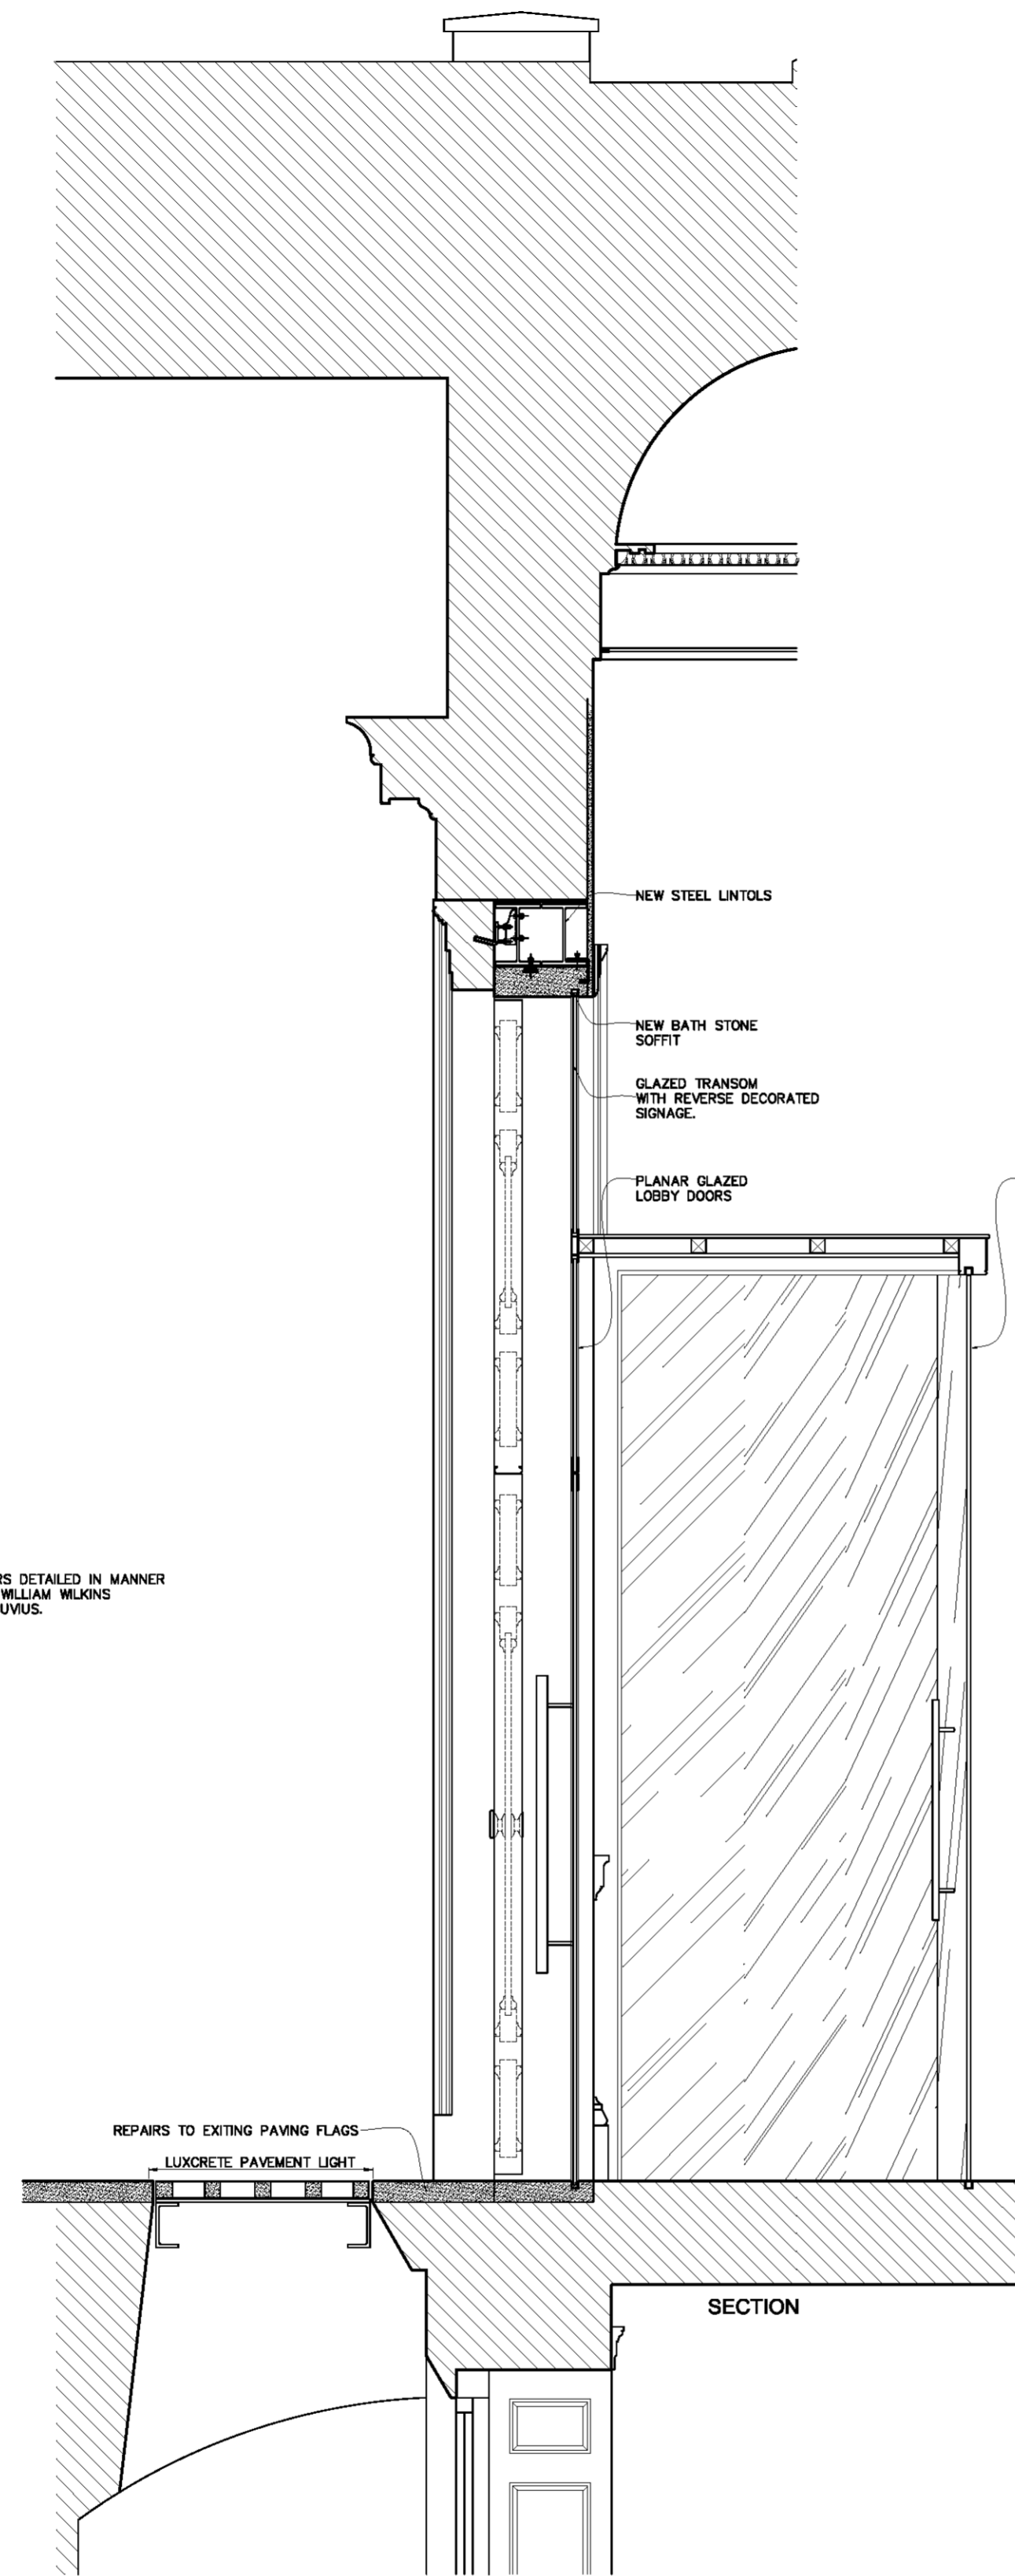 NEW STEEL LINTOLS
NEW BATH STONE
SOFFIT
GLAZED TRANSOM
WITH REVERSE DECORATED
SIGNAGE.
PLANAR GLAZED
LOBBY DOORS
RS DETAILED IN MANNER
WILLIAM WILKINS
UVIUS.
REPAIRS TO EXITING PAVING FLAGS
LUXCRETE PAVEMENT LIGHT
SECTION